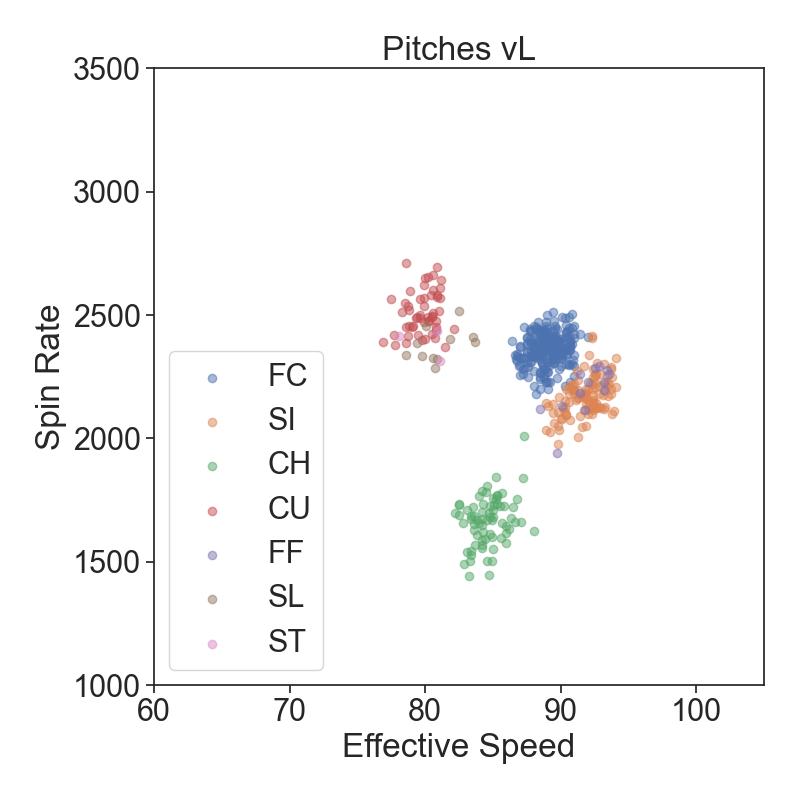 Pitches vL
3500
3000
2500
2000
1500
1000
Spin Rate
FC
SI
CH
CU
FF
SL
ST
60 70 80 90 100
Effective Speed